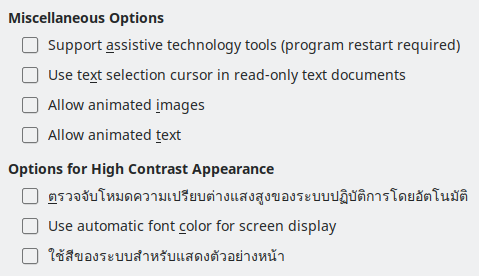 Miscellaneous Options
Support assistive technology tools (program restart required)
Use text selection cursor in read-only text documents
Allow animated images
Allow animated text
Options for High Contrast Appearance
ตรวจจับโหมดความเปรียบต่างแสงสูงของระบบปฏิบัติการโดยอัตโนมัติ
Use automatic font color for screen display
ใช้สีของระบบสำหรับแสดงตัวอย่างหน้า